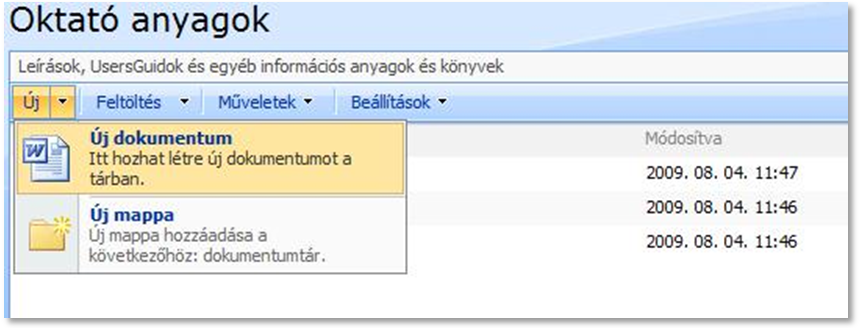 Oktató anyagok
Leírások, UsersGuidok és egyéb információs anyagok és könyvek
Új Feltöltés Műveletek Beállítások
Új dokumentum
Itt hozhat létre új dokumentumot a
tárban.
Új mappa
Új mappa hozzáadása a
következőhöz: dokumentumtár.
Módosítva
2009. 08. 04. 11:47
2009. 08. 04. 11:46
2009. 08. 04. 11:46